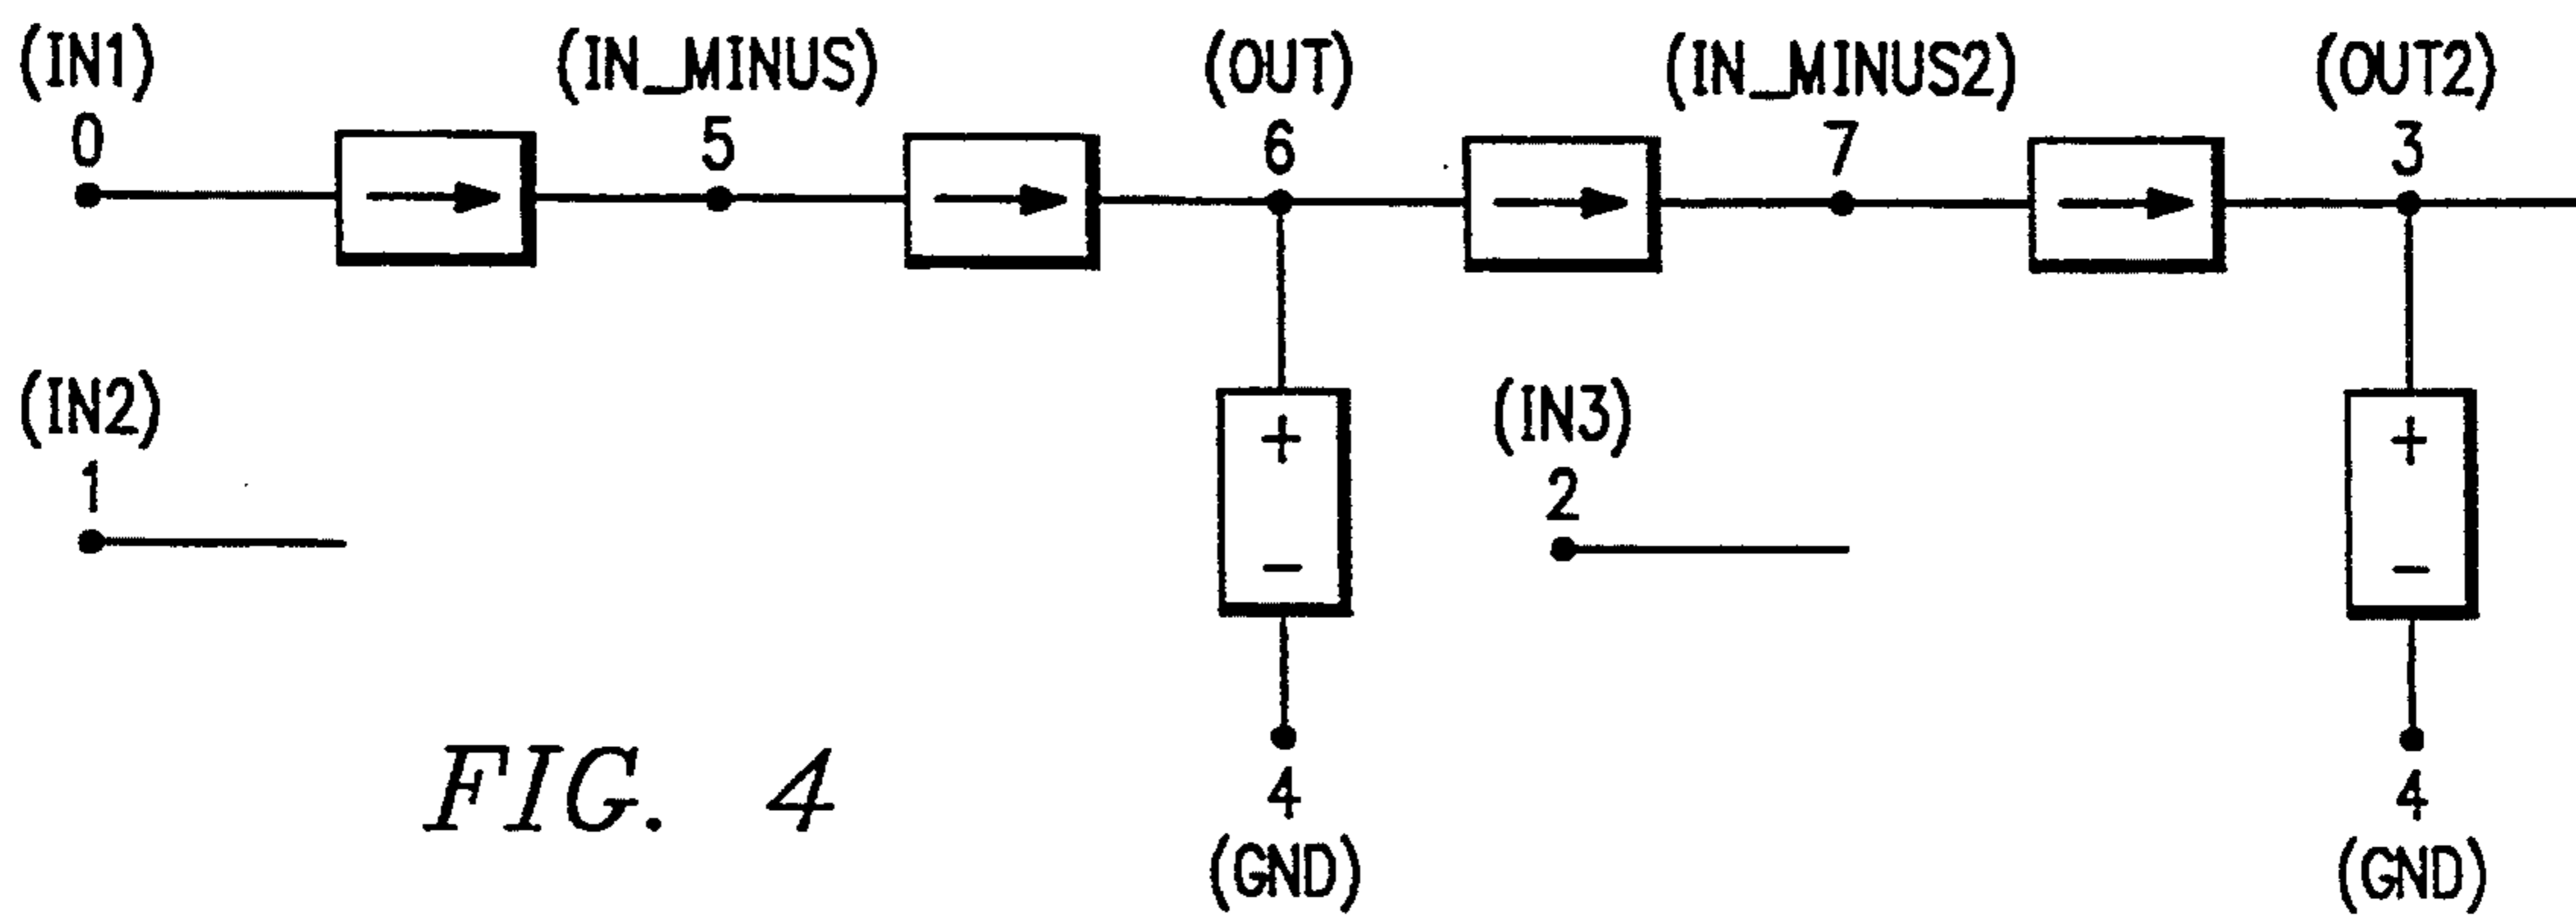 (IN1) (IN_MINUS) (OUT) (IN_MINUS2) (OUT2)
0 5 6 7 3
(IN2) (IN3)
1 2
+ +
− −
4 4
(GND) (GND)
FIG. 4